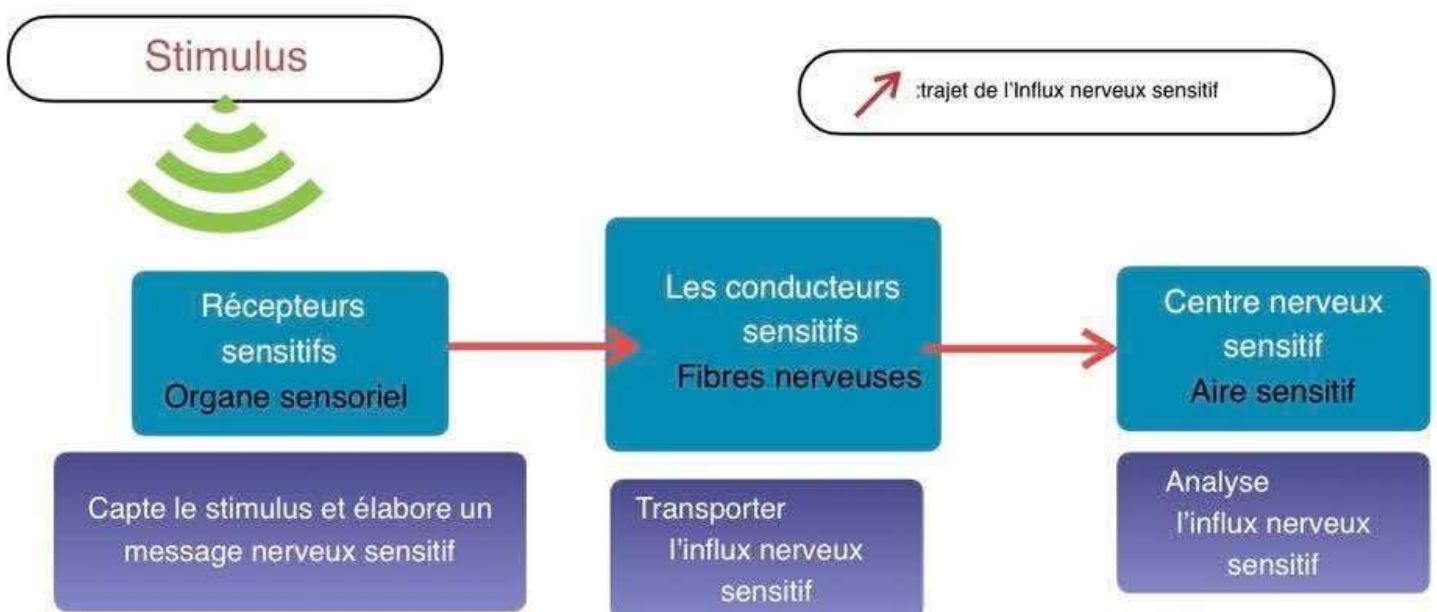 Stimulus
:trajet de l'Influx nerveux sensitif
Récepteurs
sensitifs
Organe sensoriel
Les conducteurs
sensitifs
Fibres nerveuses
Centre nerveux
sensitif
Aire sensitif
Capte le stimulus et élabore un
message nerveux sensitif
Transporter
l'influx nerveux
sensitif
Analyse
l'influx nerveux
sensitif